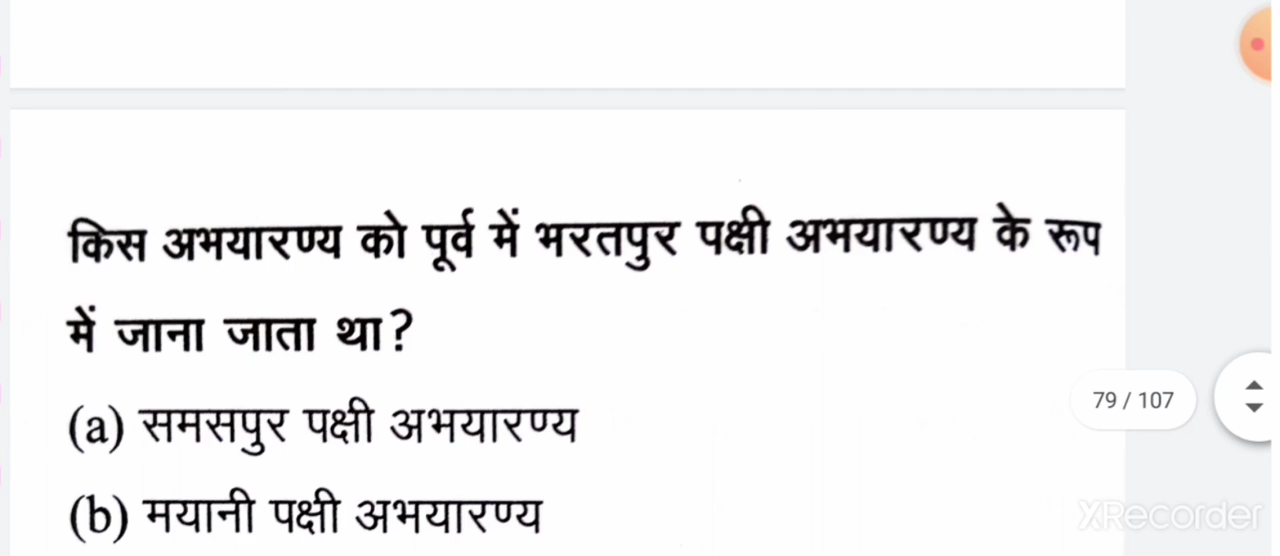 किस अभयारण्य को पूर्व में भरतपुर पक्षी अभयारण्य के रूप
में जाना जाता था?
(a) समसपुर पक्षी अभयारण्य
79 / 107
(b) मयानी पक्षी अभयारण्य
XRecorder